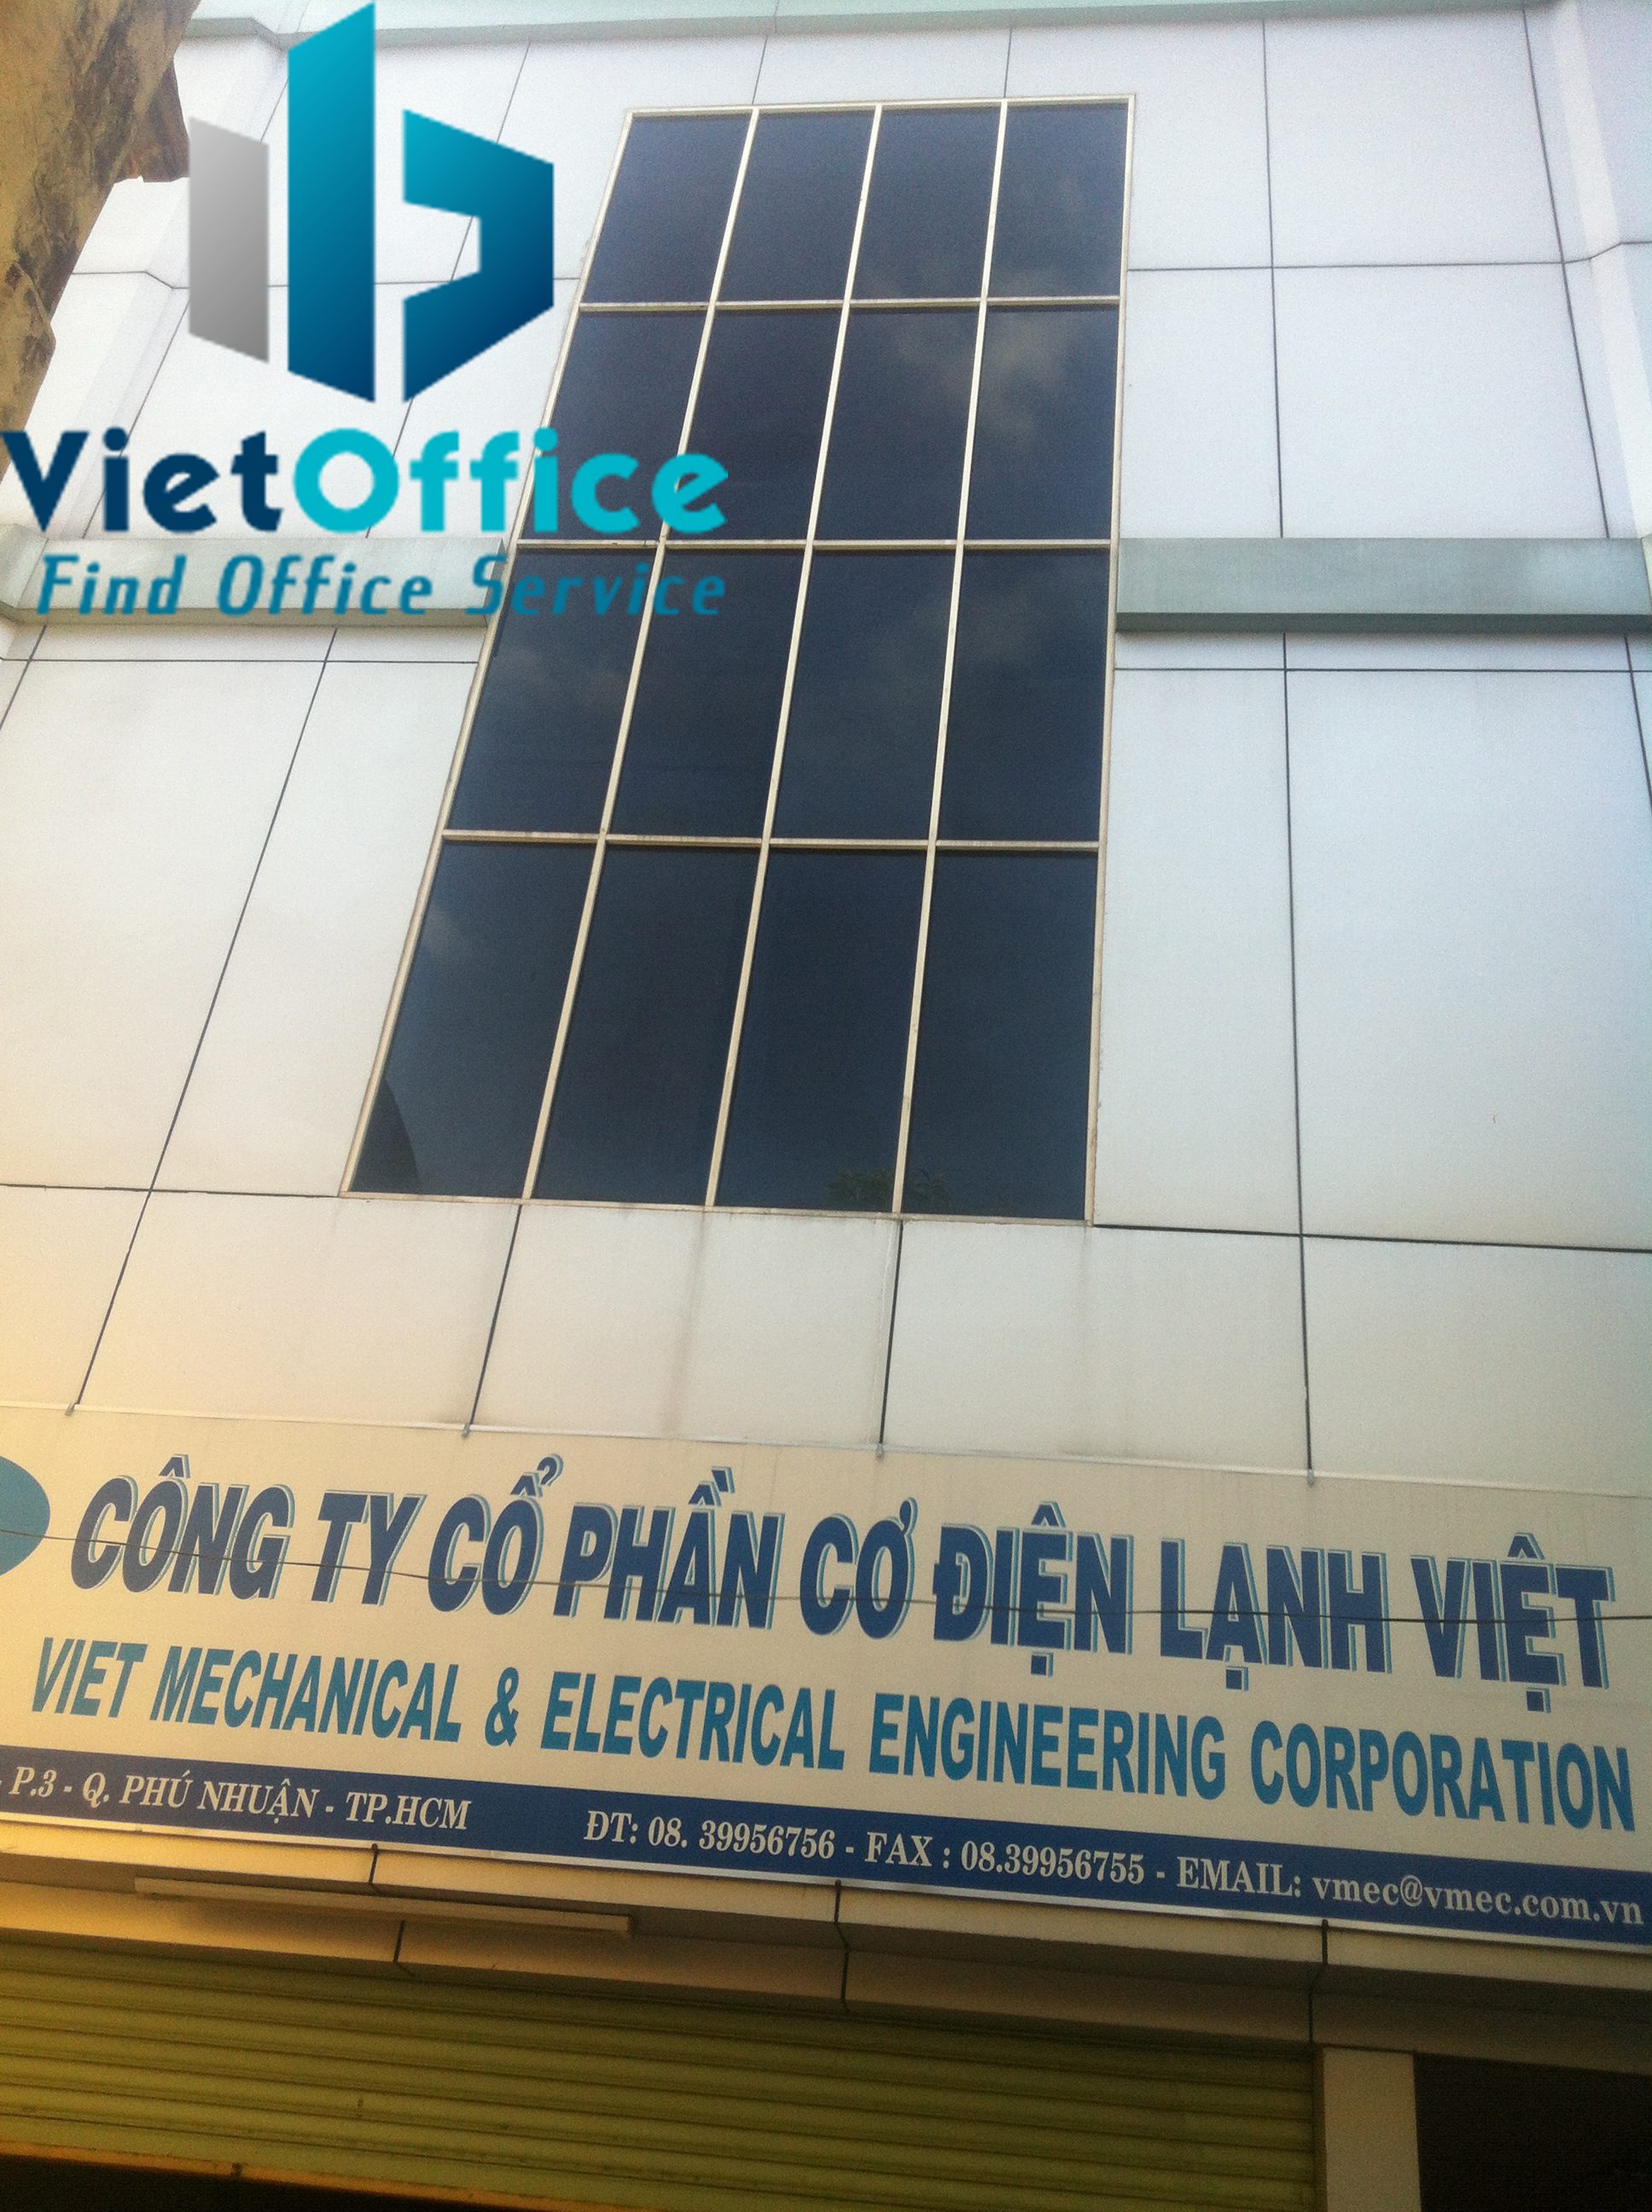 VietOffice
Find Office Service
CÔNG TY CỔ PHẦN CƠ ĐIỆN LẠNH VIỆT
VIET MECHANICAL & ELECTRICAL ENGINEERING CORPORATION
P.3 - Q. PHÚ NHUẬN - TP.HCM ĐT: 08. 39956756 - FAX : 08.39956755 - EMAIL: vmec@vmec.com.vn